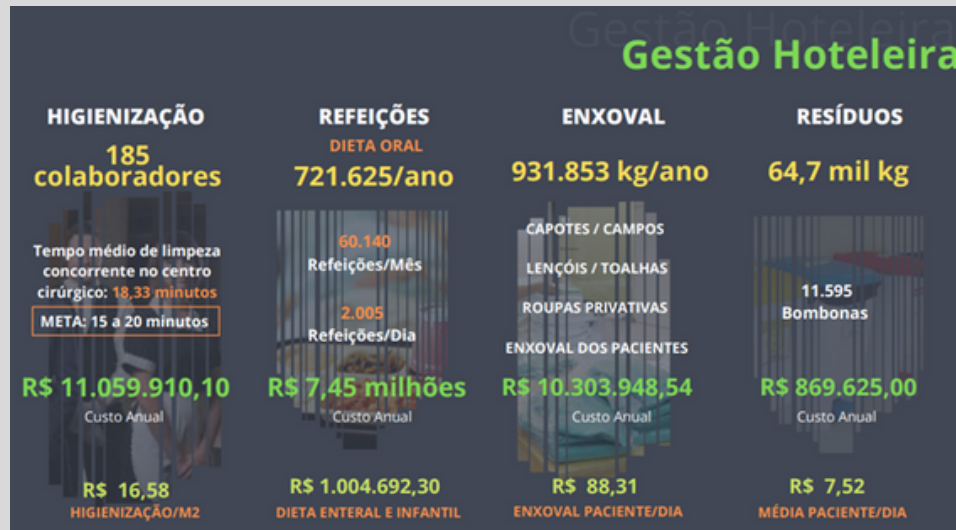 Gestão Hoteleira
Gestão Hoteleira
HIGIENIZAÇÃO
185
colaboradores
Tempo médio de limpeza
concorrente no centro
cirúrgico: 18,33 minutos
META: 15 a 20 minutos
R$ 11.059.910,10
Custo Anual
R$ 16,58
HIGIENIZAÇÃO/M2
REFEIÇÕES
DIETA ORAL
721.625/ano
60.140
Refeições/Mês
2.005
Refeições/Dia
R$ 7,45 milhões
Custo Anual
R$ 1.004.692,30
DIETA ENTERAL E INFANTIL
ENXOVAL
931.853 kg/ano
CAPOTES / CAMPOS
LENÇÓIS / TOALHAS
ROUPAS PRIVATIVAS
ENXOVAL DOS PACIENTES
R$ 10.303.948,54
Custo Anual
R$ 88,31
ENXOVAL PACIENTE/DIA
RESÍDUOS
64,7 mil kg
11.595
Bombonas
R$ 869.625,00
Custo Anual
R$ 7,52
MÉDIA PACIENTE/DIA